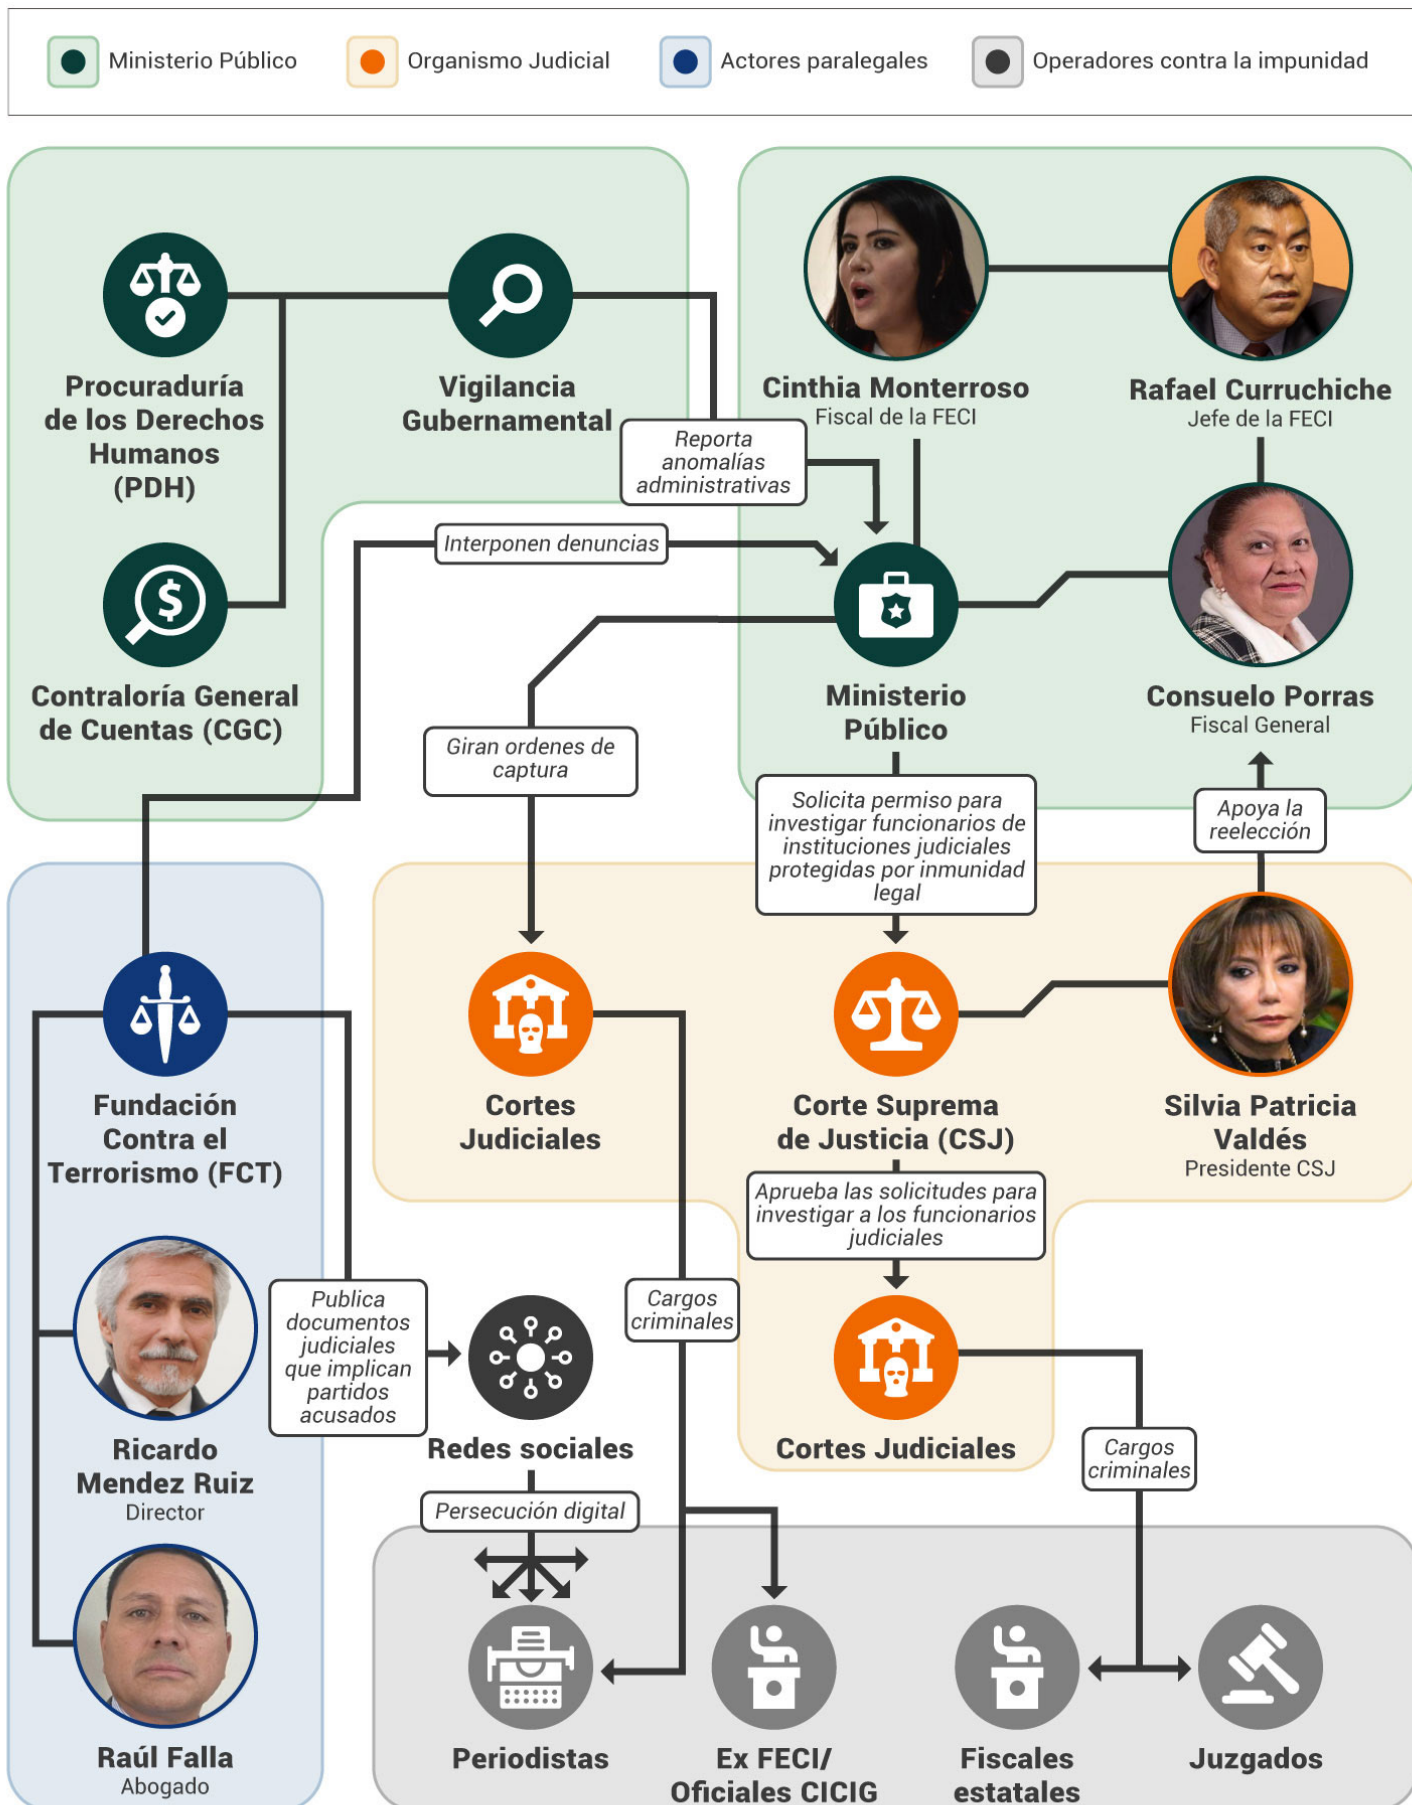 Ministerio Público
Organismo Judicial
Actores paralegales
Operadores contra la impunidad
Procuraduría
de los Derechos
Humanos
(PDH)
Vigilancia
Gubernamental
Reporta
anomalías
administrativas
Cinthia Monterroso
Fiscal de la FECI
Rafael Curruchiche
Jefe de la FECI
Interponen denuncias
Contraloría General
de Cuentas (CGC)
Ministerio
Público
Consuelo Porras
Fiscal General
Giran ordenes de
captura
Solicita permiso para
investigar funcionarios de
instituciones judiciales
protegidas por inmunidad
legal
Apoya la
reelección
Fundación
Contra el
Terrorismo (FCT)
Cortes
Judiciales
Corte Suprema
de Justicia (CSJ)
Silvia Patricia
Valdés
Presidente CSJ
Aprueba las solicitudes para
investigar a los funcionarios
judiciales
Publica
documentos
judiciales
que implican
partidos
acusados
Cargos
criminales
Ricardo
Mendez Ruiz
Director
Redes sociales
Cortes Judiciales
Cargos
criminales
Persecución digital
Raúl Falla
Abogado
Periodistas
Ex FECI/
Oficiales CICIG
Fiscales
estatales
Juzgados